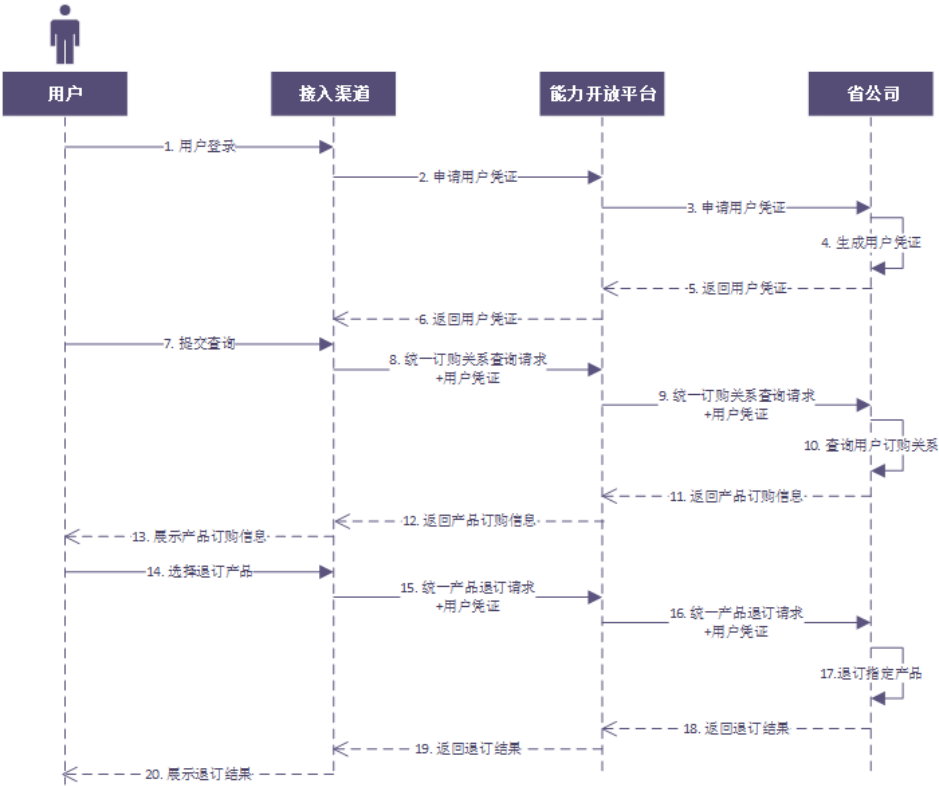 用户
接入渠道
能力开放平台
省公司
1. 用户登录
2. 申请用户凭证
3. 申请用户凭证
4. 生成用户凭证
5. 返回用户凭证
6. 返回用户凭证
7. 提交查询
8. 统一订购关系查询请求
+用户凭证
9. 统一订购关系查询请求
+用户凭证
10. 查询用户订购关系
11. 返回产品订购信息
12. 返回产品订购信息
13. 展示产品订购信息
14. 选择退订产品
15. 统一产品退订请求
+用户凭证
16. 统一产品退订请求
+用户凭证
17.退订指定产品
18. 返回退订结果
19. 返回退订结果
20. 展示退订结果